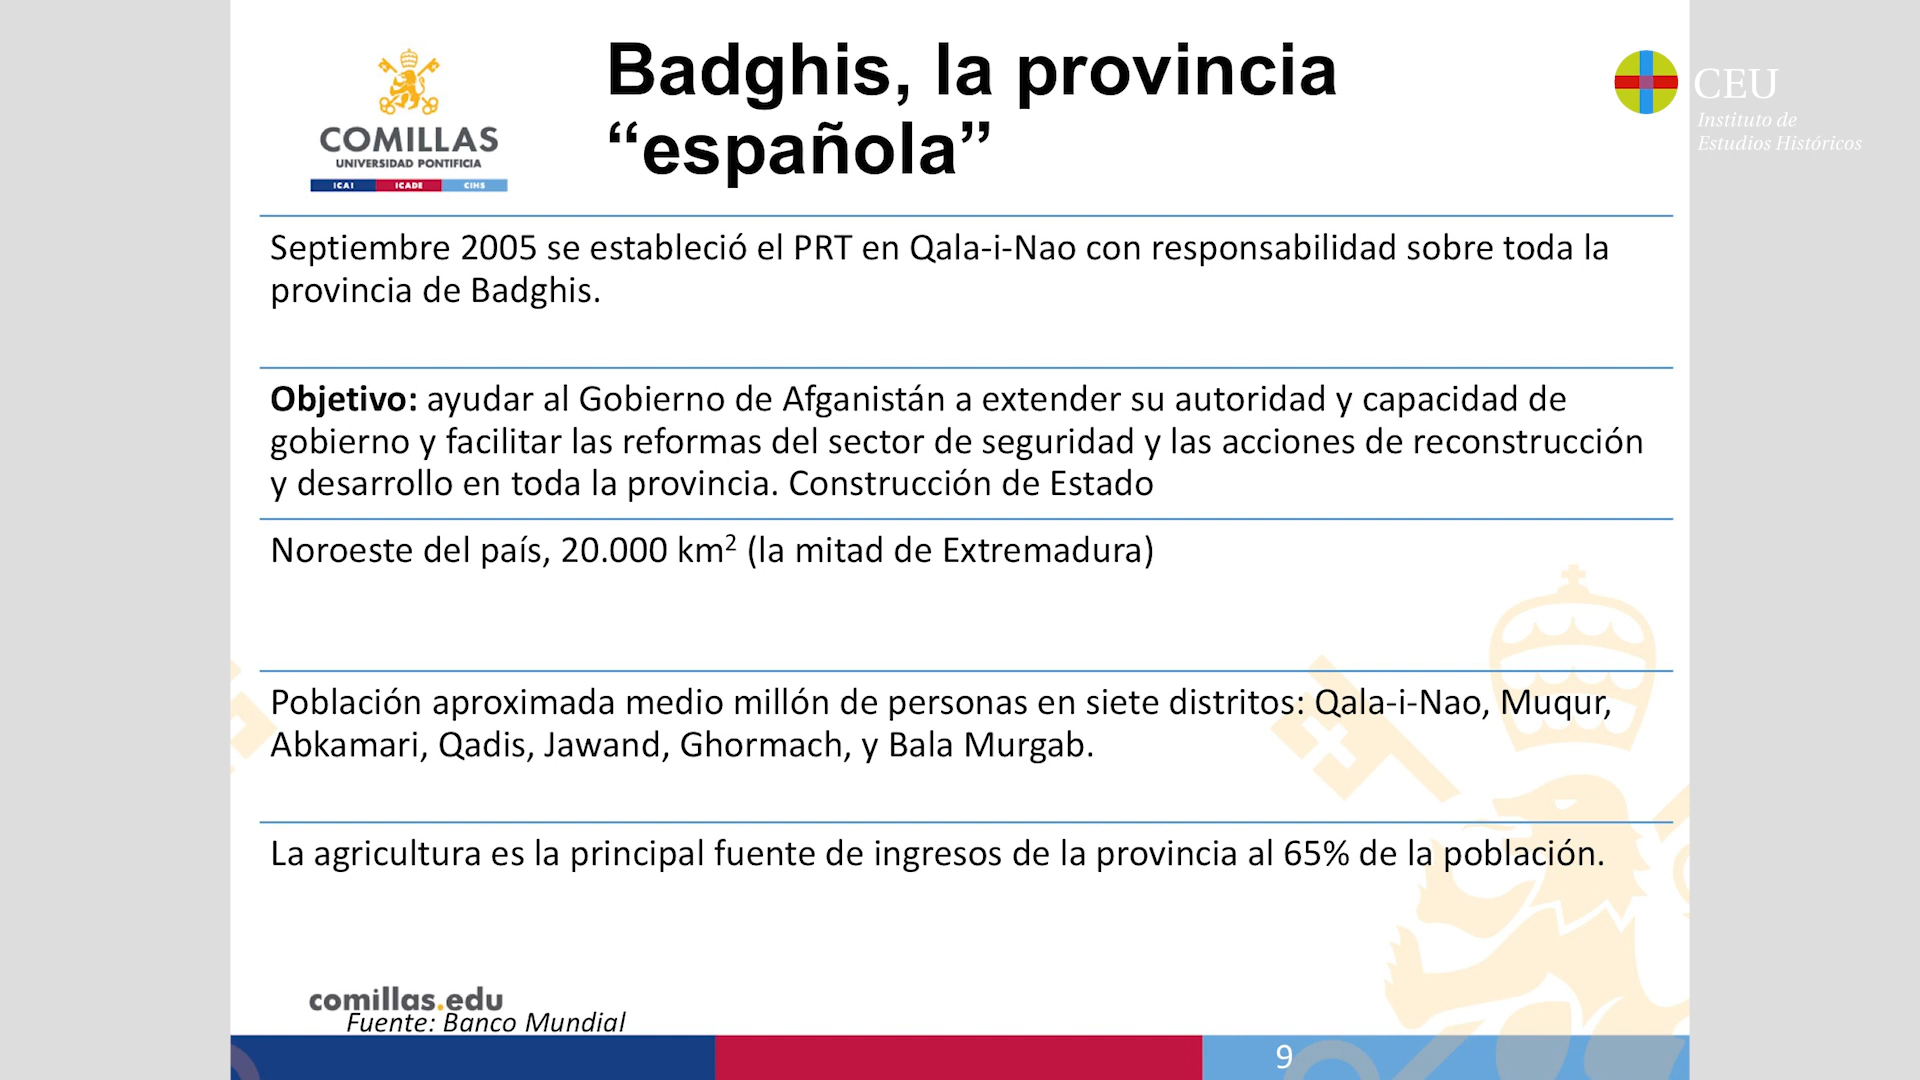 Badghis, la provincia
“española”
COMILLAS
UNIVERSIDAD PONTIFICIA
ICAI ICADE CIHS
CEU
Instituto de
Estudios Históricos
Septiembre 2005 se estableció el PRT en Qala-i-Nao con responsabilidad sobre toda la
provincia de Badghis.
Objetivo: ayudar al Gobierno de Afganistán a extender su autoridad y capacidad de
gobierno y facilitar las reformas del sector de seguridad y las acciones de reconstrucción
y desarrollo en toda la provincia. Construcción de Estado
Noroeste del país, 20.000 km² (la mitad de Extremadura)
Población aproximada medio millón de personas en siete distritos: Qala-i-Nao, Muqur,
Abkamari, Qadis, Jawand, Ghormach, y Bala Murgab.
La agricultura es la principal fuente de ingresos de la provincia al 65% de la población.
comillas.edu
Fuente: Banco Mundial
9